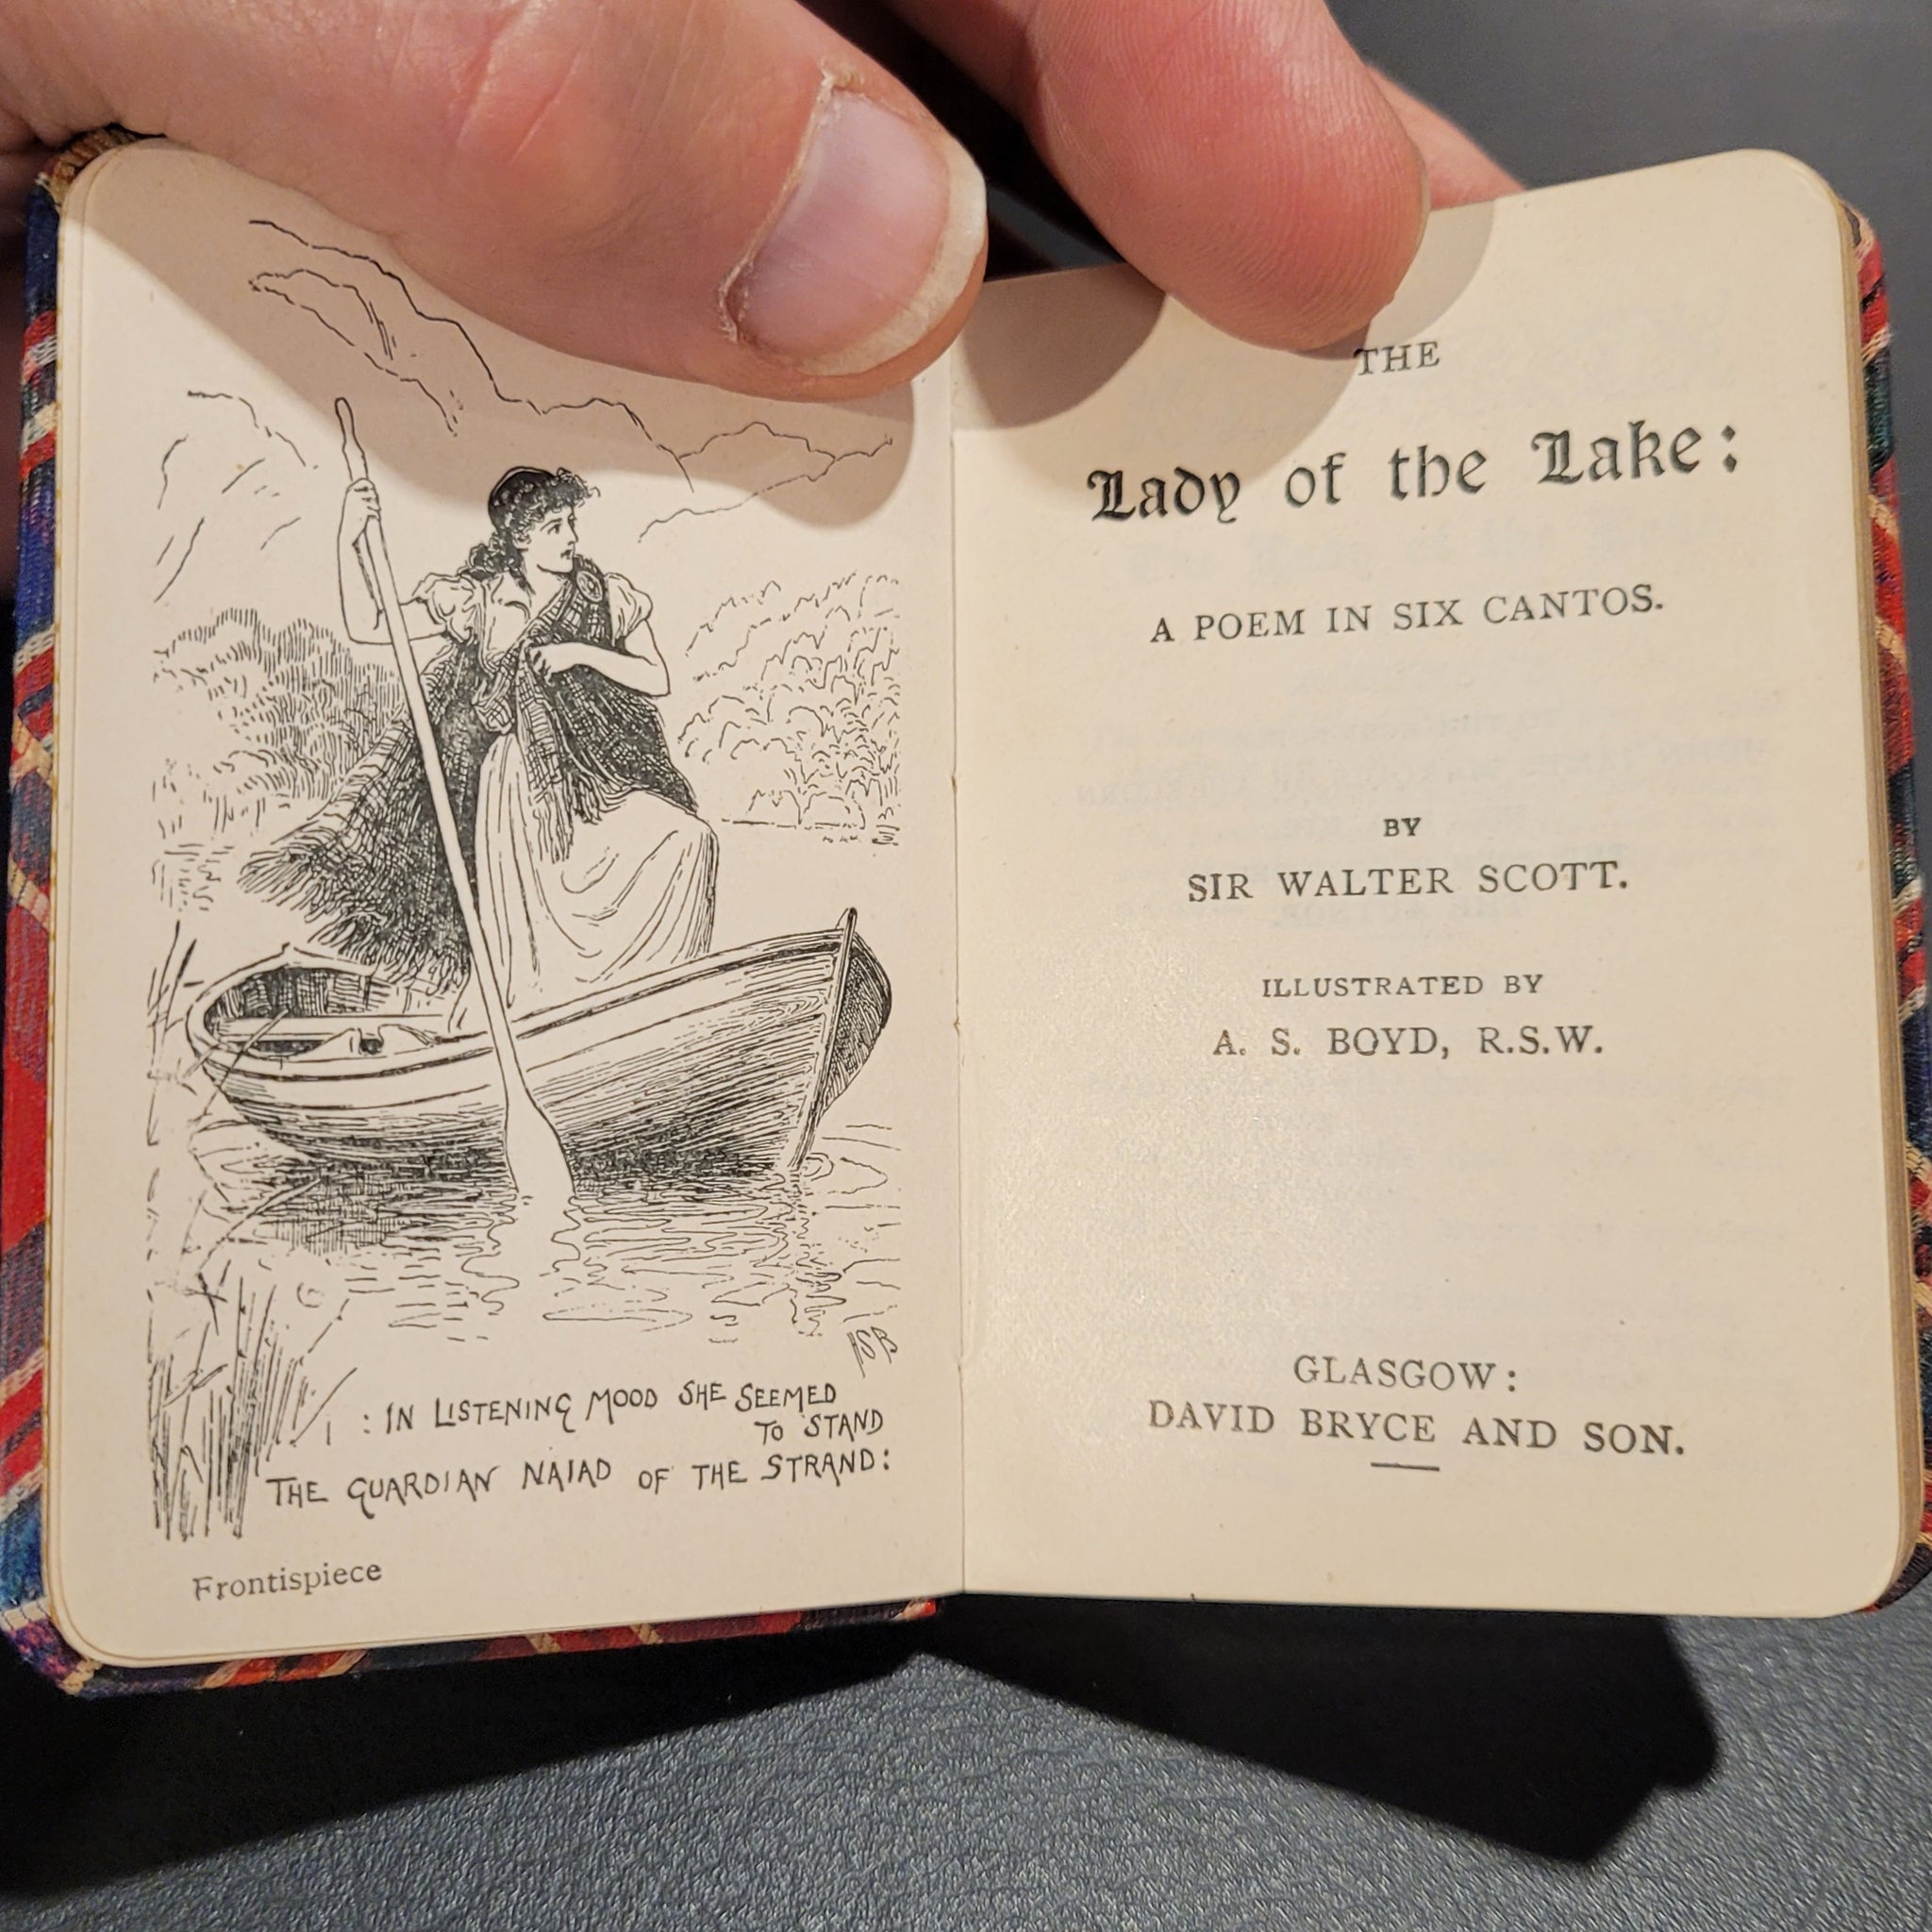 : IN LISTENING MOOD SHE SEEMED
TO STAND
THE GUARDIAN NAIAD OF THE STRAND:
Frontispiece
THE
Lady of the Lake:
A POEM IN SIX CANTOS.
BY
SIR WALTER SCOTT.
ILLUSTRATED BY
A. S. BOYD, R.S.W.
GLASGOW:
DAVID BRYCE AND SON.